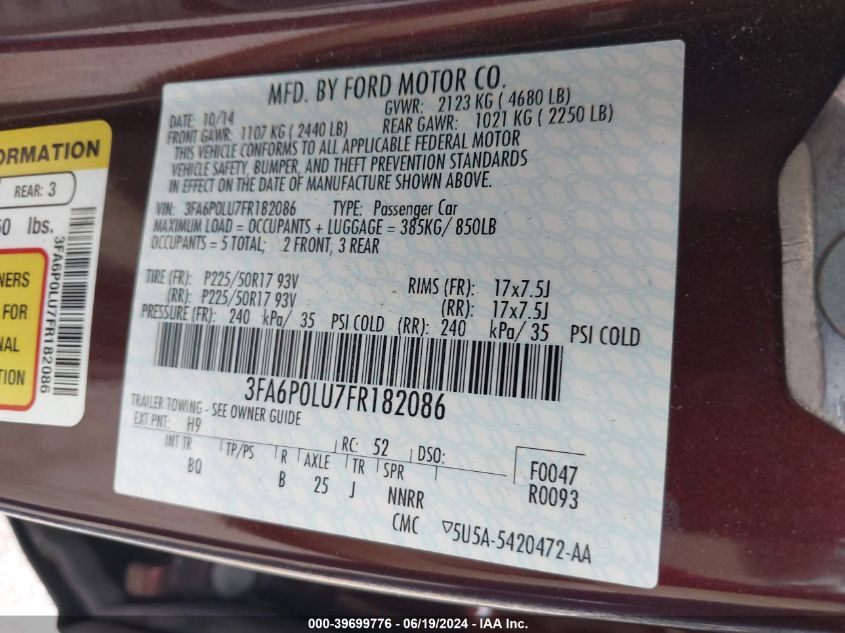 MFD. BY FORD MOTOR CO.
DATE: 10/14 GVWR: 2123 KG ( 4680 LB)
FRONT GAWR: 1107 KG ( 2440 LB) REAR GAWR: 1021 KG ( 2250 LB)
THIS VEHICLE CONFORMS TO ALL APPLICABLE FEDERAL MOTOR
VEHICLE SAFETY, BUMPER, AND THEFT PREVENTION STANDARDS
IN EFFECT ON THE DATE OF MANUFACTURE SHOWN ABOVE.
VIN: 3FA6P0LU7FR182086 TYPE: Passenger Car
MAXIMUM LOAD = OCCUPANTS + LUGGAGE = 385KG/ 850LB
OCCUPANTS = 5 TOTAL; 2 FRONT, 3 REAR
TIRE (FR): P225/50R17 93V RIMS (FR): 17x7.5J
(RR): P225/50R17 93V (RR): 17x7.5J
PRESSURE (FR): 240 kPa/ 35 PSI COLD (RR): 240 kPa/ 35 PSI COLD
3FA6P0LU7FR182086
TRAILER TOWING - SEE OWNER GUIDE
EXT PNT: H9 RC: 52 DSO:
INT TR TP/PS R AXLE TR SPR F0047
BQ B 25 J NNRR R0093
CMC ▽5U5A-5420472-AA
ORMATION
REAR: 3
50 lbs.
3FA6P0LU7FR182086
NERS
FOR
NAL
TION
000-39699776 - 06/19/2024 - IAA Inc.